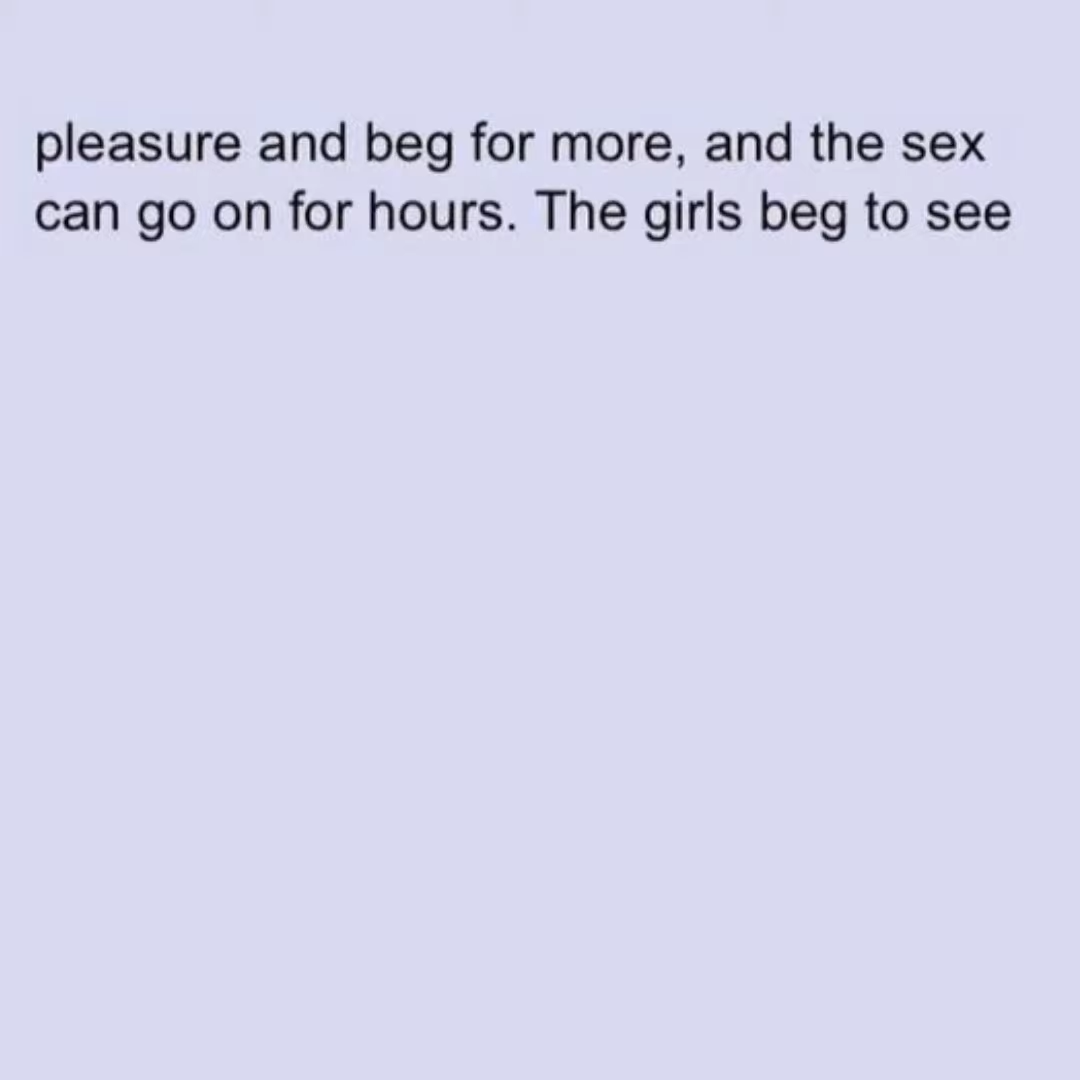 pleasure and beg for more, and the sex
can go on for hours. The girls beg to see